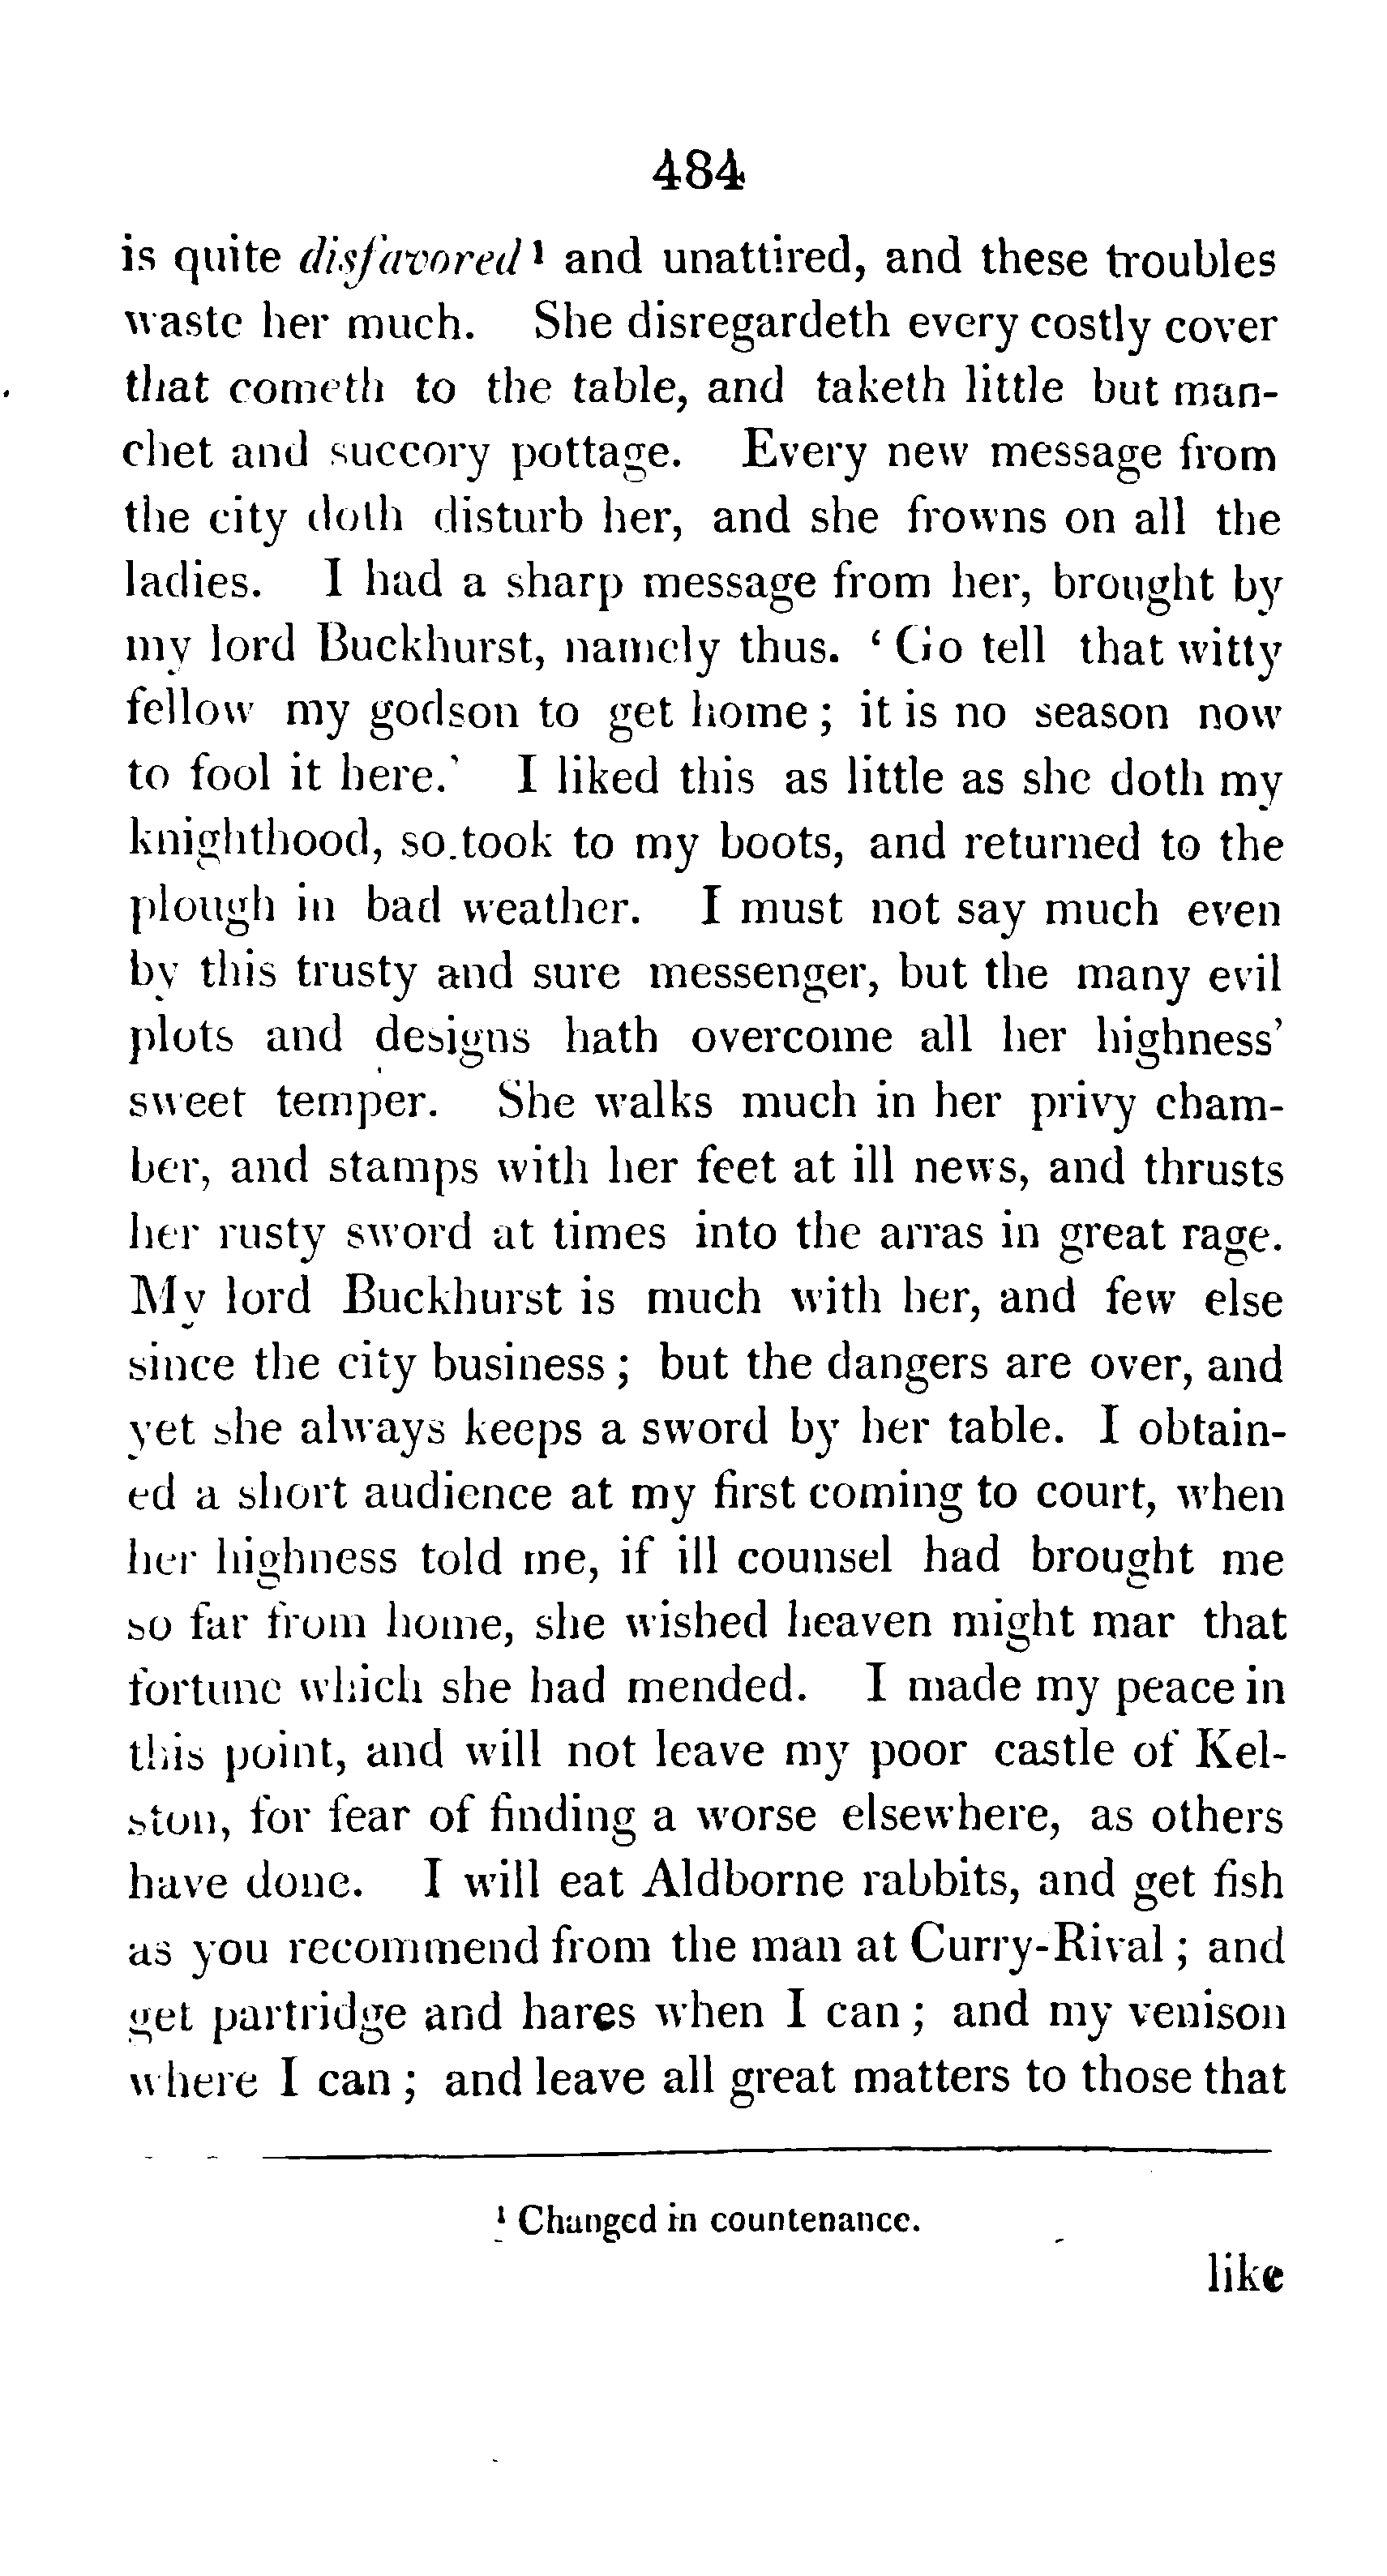 484
is quite disfavored ¹ and unattired, and these troubles
waste her much. She disregardeth every costly cover
that cometh to the table, and taketh little but man-
chet and succory pottage. Every new message from
the city doth disturb her, and she frowns on all the
ladies. I had a sharp message from her, brought by
my lord Buckhurst, namely thus. ‘ Go tell that witty
fellow my godson to get home ; it is no season now
to fool it here.’ I liked this as little as she doth my
knighthood, so took to my boots, and returned to the
plough in bad weather. I must not say much even
by this trusty and sure messenger, but the many evil
plots and designs hath overcome all her highness’
sweet temper. She walks much in her privy cham-
ber, and stamps with her feet at ill news, and thrusts
her rusty sword at times into the arras in great rage.
My lord Buckhurst is much with her, and few else
since the city business ; but the dangers are over, and
yet she always keeps a sword by her table. I obtain-
ed a short audience at my first coming to court, when
her highness told me, if ill counsel had brought me
so far from home, she wished heaven might mar that
fortune which she had mended. I made my peace in
this point, and will not leave my poor castle of Kel-
ston, for fear of finding a worse elsewhere, as others
have done. I will eat Aldborne rabbits, and get fish
as you recommend from the man at Curry-Rival ; and
get partridge and hares when I can ; and my venison
where I can ; and leave all great matters to those that
¹ Changed in countenance.
like